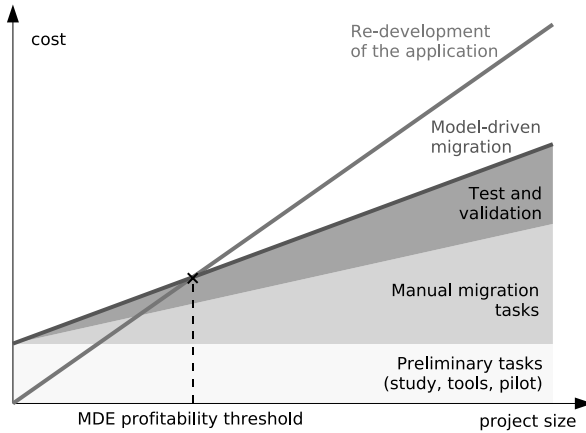 cost
Re-development
of the application
Model-driven
migration
Test and
validation
Manual migration
tasks
Preliminary tasks
(study, tools, pilot)
MDE profitability threshold
project size